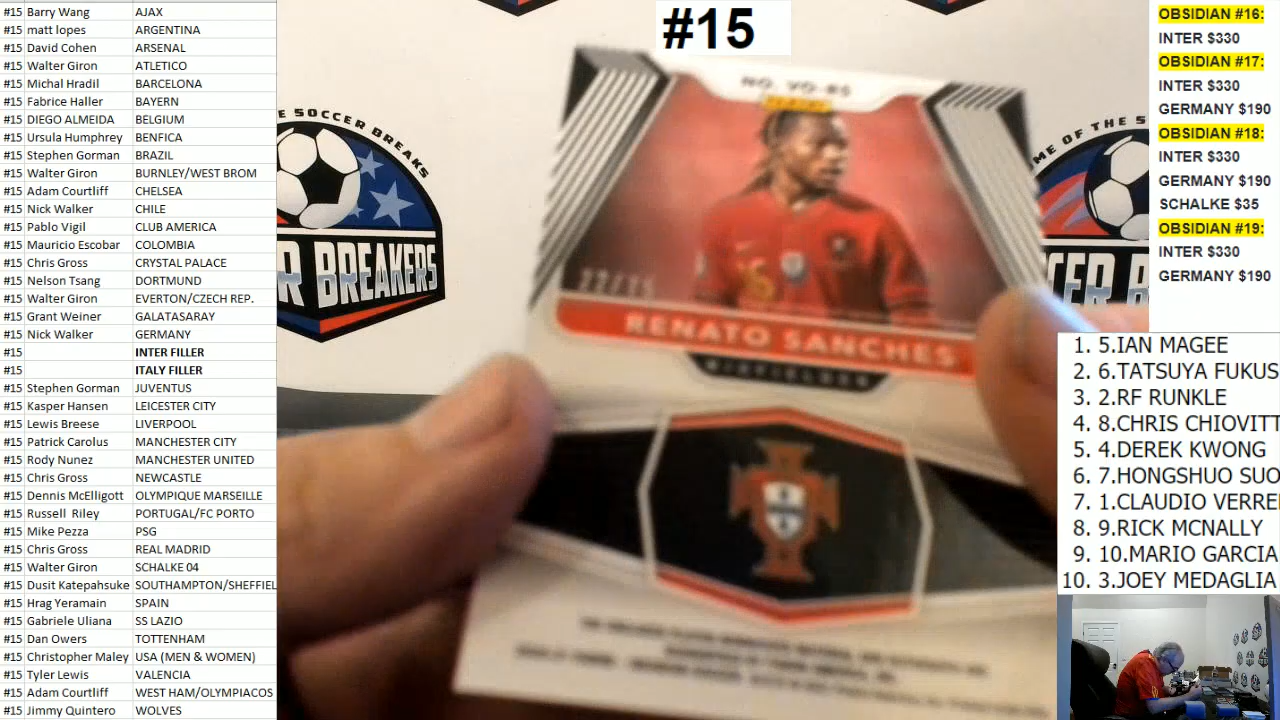 #15 Barry Wang AJAX
#15 matt lopes ARGENTINA
#15 David Cohen ARSENAL
#15 Walter Giron ATLETICO
#15 Michal Hradil BARCELONA
#15 Fabrice Haller BAYERN
#15 DIEGO ALMEIDA BELGIUM
#15 Ursula Humphrey BENFICA
#15 Stephen Gorman BRAZIL
#15 Walter Giron BURNLEY/WEST BROM
#15 Adam Courtliff CHELSEA
#15 Nick Walker CHILE
#15 Pablo Vigil CLUB AMERICA
#15 Mauricio Escobar COLOMBIA
#15 Chris Gross CRYSTAL PALACE
#15 Nelson Tsang DORTMUND
#15 Walter Giron EVERTON/CZECH REP.
#15 Grant Weiner GALATASARAY
#15 Nick Walker GERMANY
#15 INTER FILLER
#15 ITALY FILLER
#15 Stephen Gorman JUVENTUS
#15 Kasper Hansen LEICESTER CITY
#15 Lewis Breese LIVERPOOL
#15 Patrick Carolus MANCHESTER CITY
#15 Rody Nunez MANCHESTER UNITED
#15 Chris Gross NEWCASTLE
#15 Dennis McElligott OLYMPIQUE MARSEILLE
#15 Russell Riley PORTUGAL/FC PORTO
#15 Mike Pezza PSG
#15 Chris Gross REAL MADRID
#15 Walter Giron SCHALKE 04
#15 Dusit Katepahsuke SOUTHAMPTON/SHEFFIEL
#15 Hrag Yeramain SPAIN
#15 Gabriele Uliana SS LAZIO
#15 Dan Owers TOTTENHAM
#15 Christopher Maley USA (MEN & WOMEN)
#15 Tyler Lewis VALENCIA
#15 Adam Courtliff WEST HAM/OLYMPIACOS
#15 Jimmy Quintero WOLVES
#15
E SOCCER BREAKS
R BREAKERS
NO. VO-RS
PANINI
RENATO SANCHES
MIDFIELDER
ME OF THE S
OBSIDIAN #16:
INTER $330
OBSIDIAN #17:
INTER $330
GERMANY $190
OBSIDIAN #18:
INTER $330
GERMANY $190
SCHALKE $35
OBSIDIAN #19:
INTER $330
GERMANY $190
1. 5.IAN MAGEE
2. 6.TATSUYA FUKUS
3. 2.RF RUNKLE
4. 8.CHRIS CHIOVITT
5. 4.DEREK KWONG
6. 7.HONGSHUO SUO
7. 1.CLAUDIO VERRE
8. 9.RICK MCNALLY
9. 10.MARIO GARCIA
10. 3.JOEY MEDAGLIA